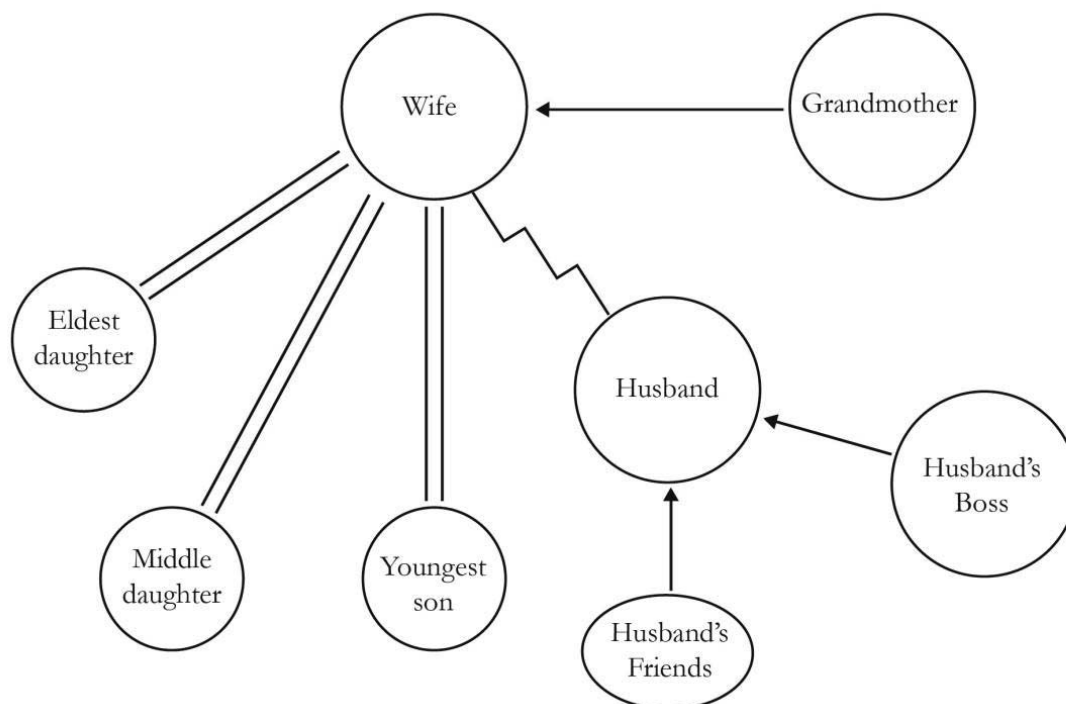 Wife
Grandmother
Eldest
daughter
Husband
Husband's
Boss
Middle
daughter
Youngest
son
Husband's
Friends